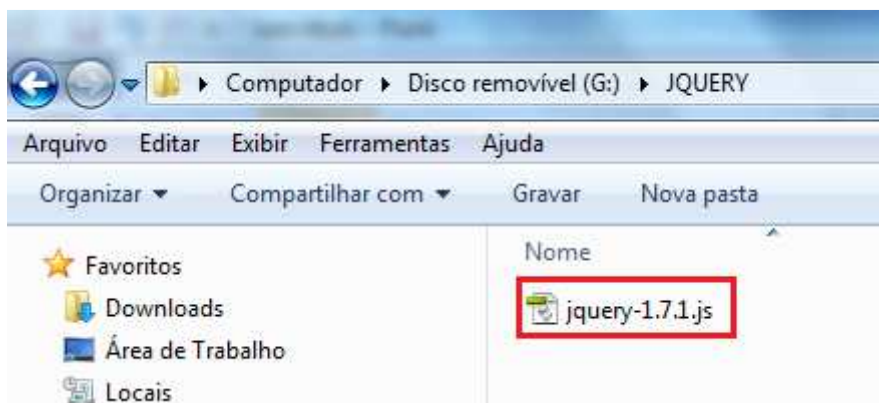 Computador Disco removível (G:) JQUERY
Arquivo Editar Exibir Ferramentas Ajuda
Organizar Compartilhar com Gravar Nova pasta
Favoritos
Downloads
Área de Trabalho
Locais
Nome
jquery-1.7.1.js